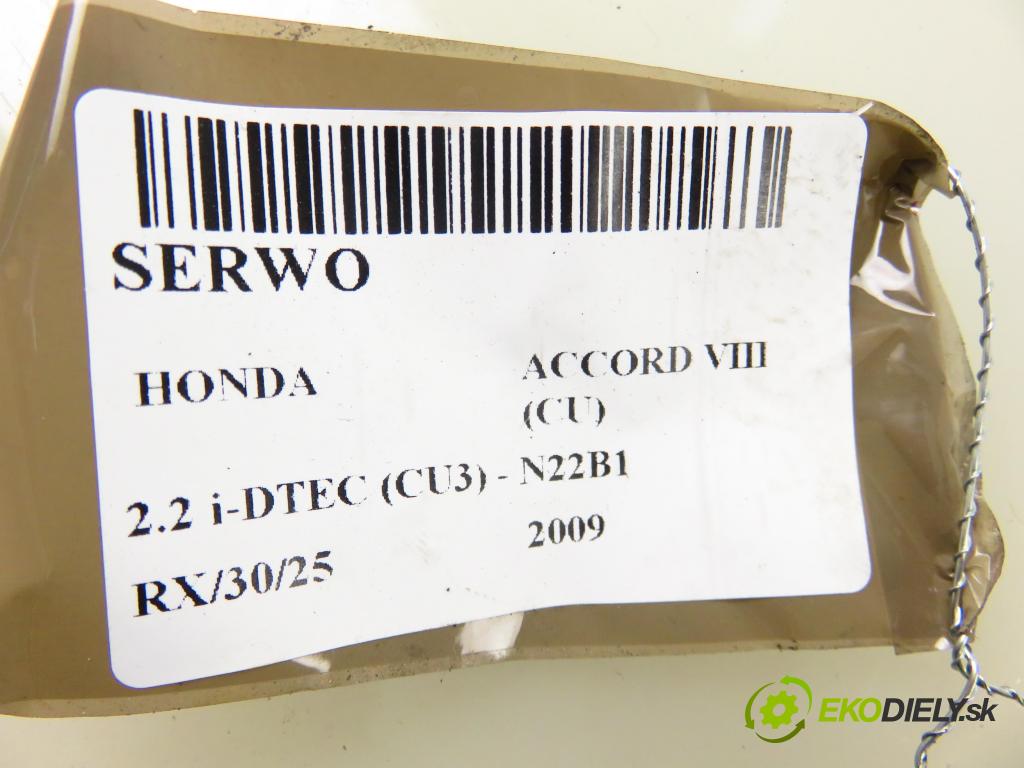 SERWO
HONDA
ACCORD VIII
(CU)
2.2 i-DTEC (CU3) - N22B1
RX/30/25
2009
EKODIELY.sk